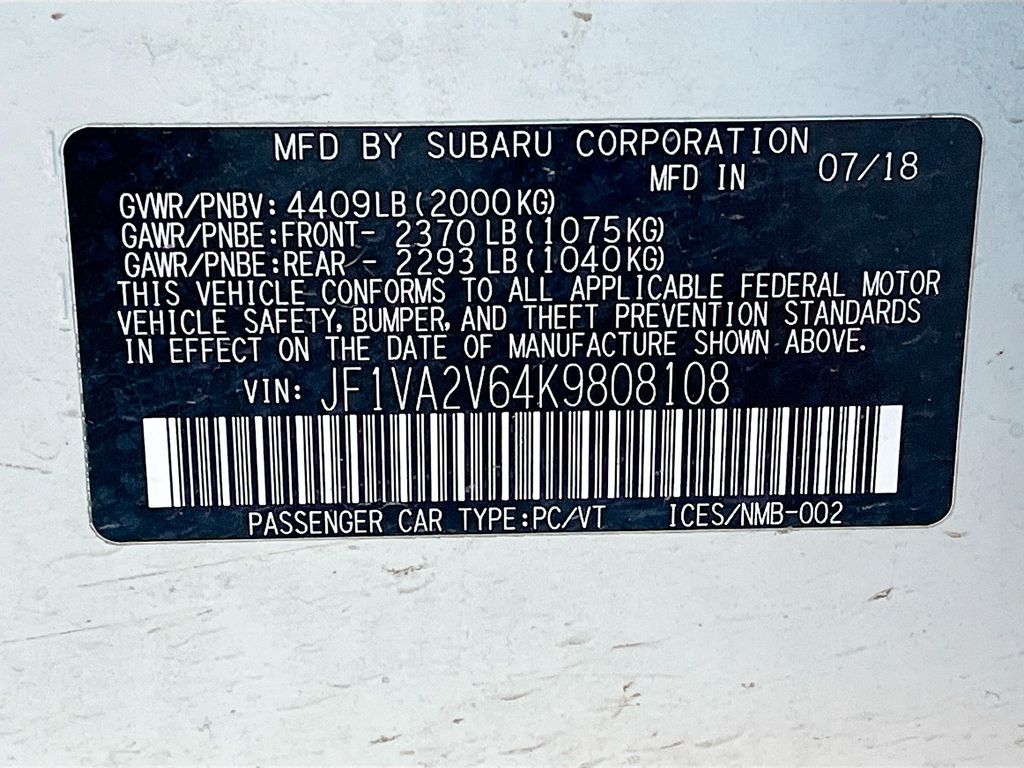 MFD BY SUBARU CORPORATION
MFD IN 07/18
GVWR/PNBV: 4409LB(2000KG)
GAWR/PNBE:FRONT- 2370 LB(1075KG)
GAWR/PNBE:REAR - 2293 LB(1040KG)
THIS VEHICLE CONFORMS TO ALL APPLICABLE FEDERAL MOTOR
VEHICLE SAFETY, BUMPER, AND THEFT PREVENTION STANDARDS
IN EFFECT ON THE DATE OF MANUFACTURE SHOWN ABOVE.
VIN: JF1VA2V64K9808108
PASSENGER CAR TYPE:PC/VT ICES/NMB-002